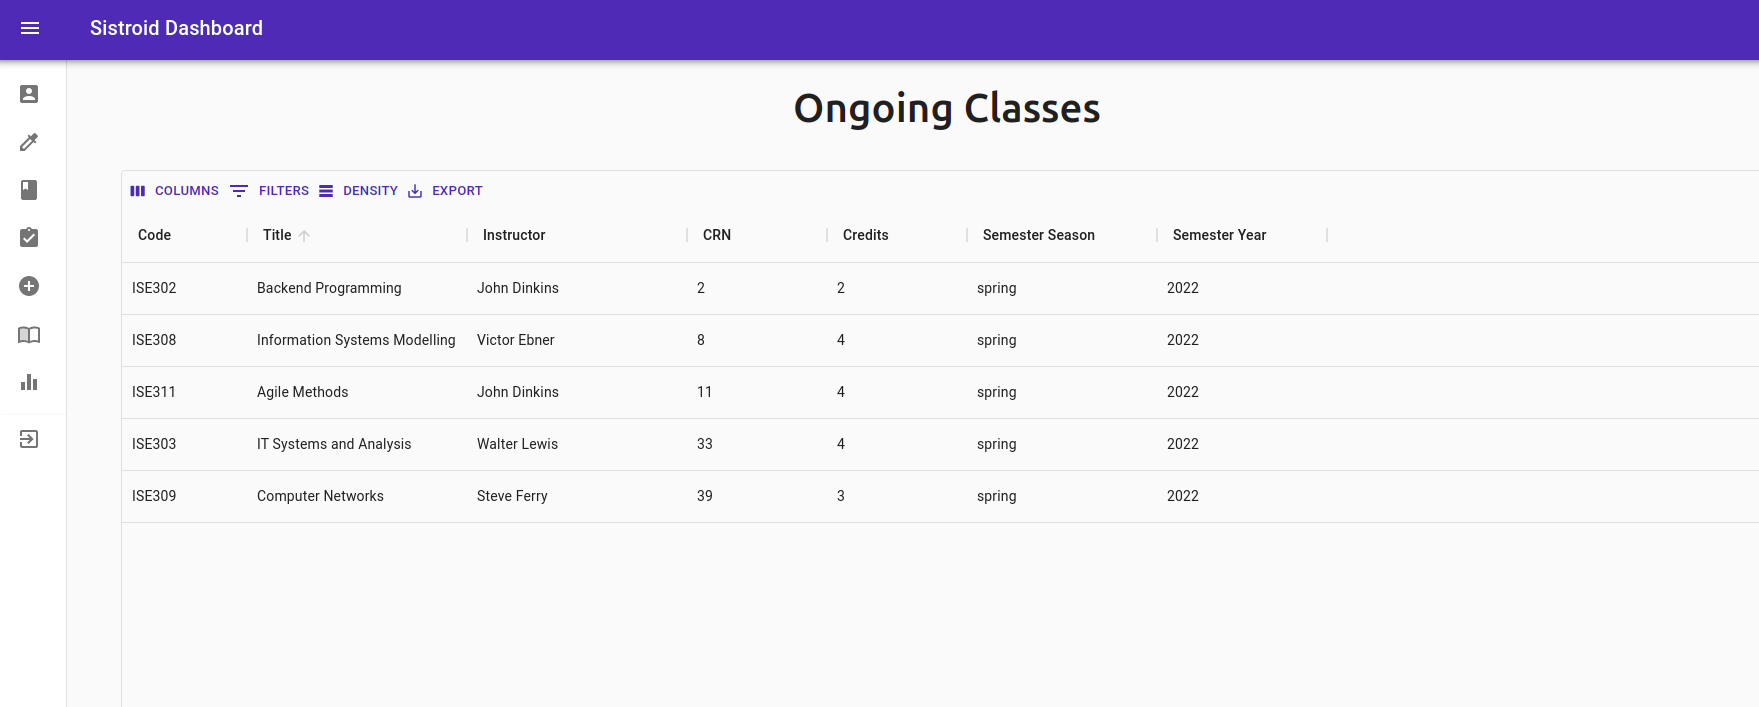 Sistroid Dashboard
Ongoing Classes
COLUMNS FILTERS DENSITY EXPORT
Code Title Instructor CRN Credits Semester Season Semester Year
ISE302 Backend Programming John Dinkins 2 2 spring 2022
ISE308 Information Systems Modelling Victor Ebner 8 4 spring 2022
ISE311 Agile Methods John Dinkins 11 4 spring 2022
ISE303 IT Systems and Analysis Walter Lewis 33 4 spring 2022
ISE309 Computer Networks Steve Ferry 39 3 spring 2022